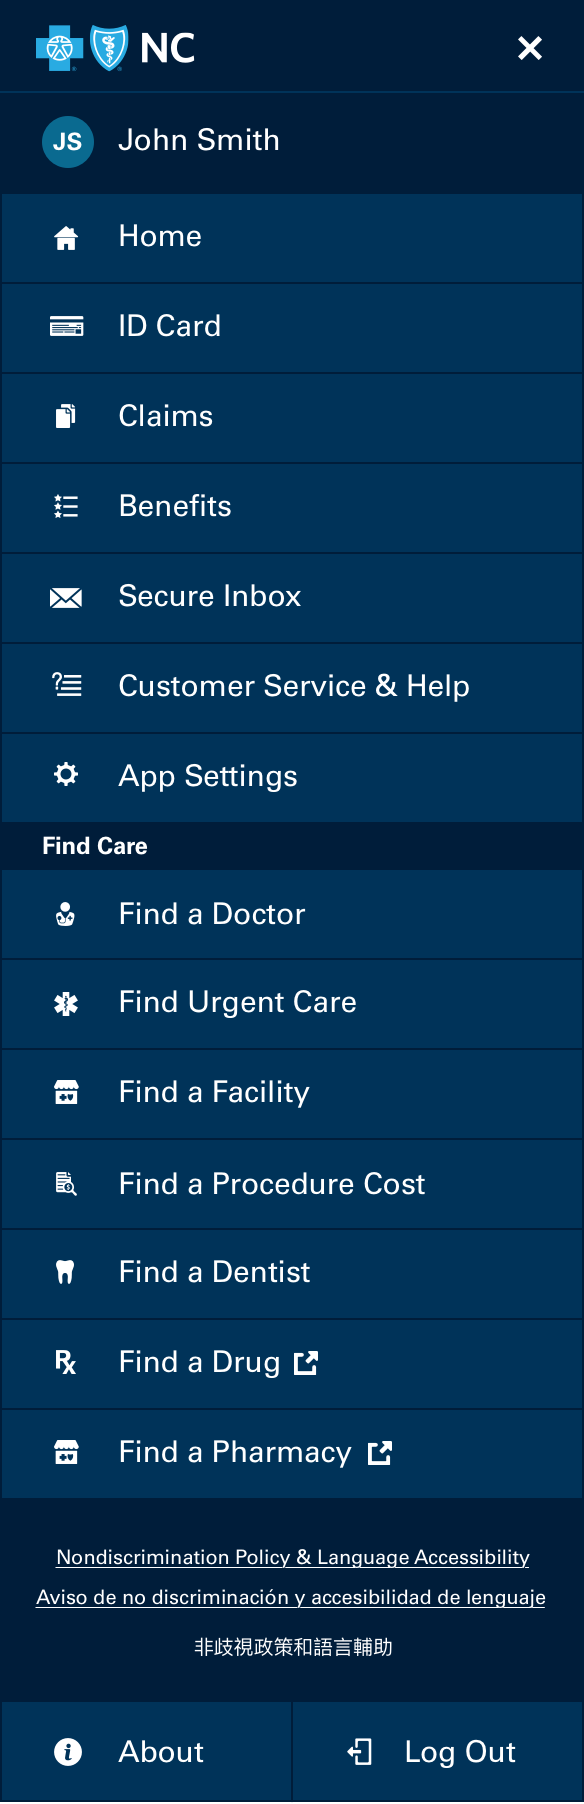 NC
JS John Smith
Home
ID Card
Claims
Benefits
Secure Inbox
Customer Service & Help
App Settings
Find Care
Find a Doctor
Find Urgent Care
Find a Facility
Find a Procedure Cost
Find a Dentist
Rx Find a Drug
Find a Pharmacy
Nondiscrimination Policy & Language Accessibility
Aviso de no discriminación y accesibilidad de lenguaje
非歧視政策和語言輔助
About Log Out